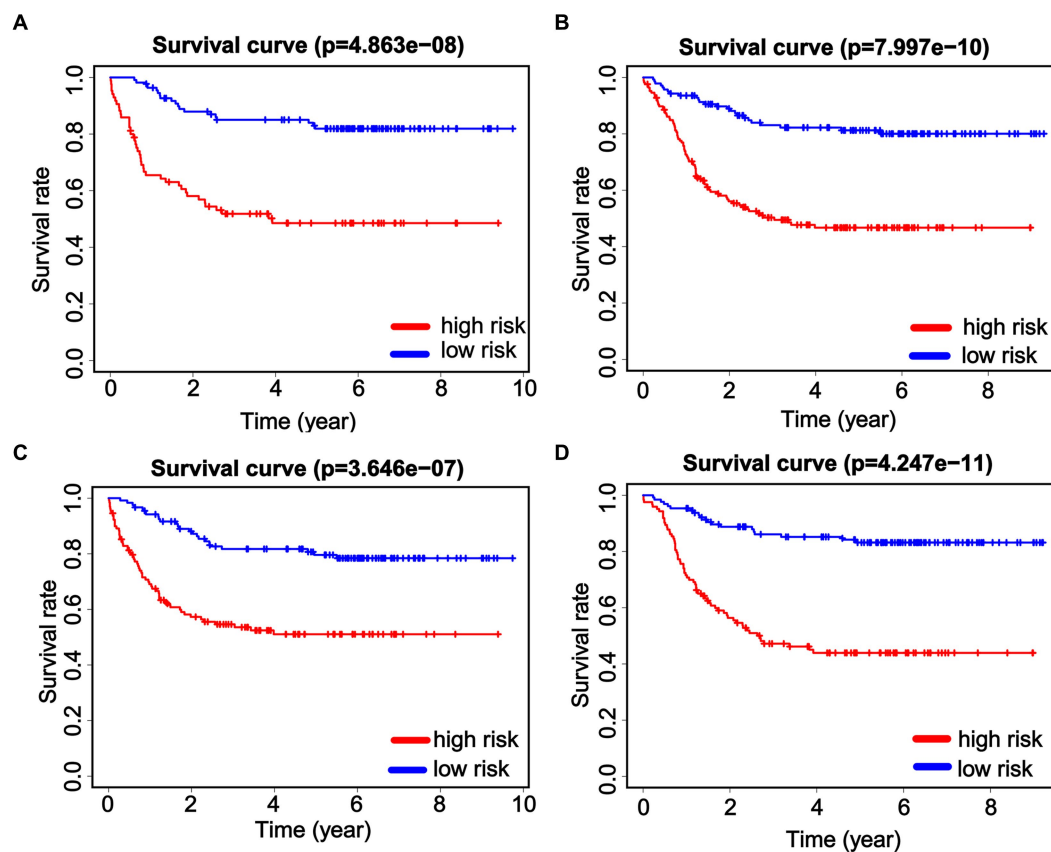 A
Survival curve (p=4.863e−08)
Survival rate
0.0 0.2 0.4 0.6 0.8 1.0
high risk
low risk
0 2 4 6 8 10
Time (year)
B
Survival curve (p=7.997e−10)
Survival rate
0.0 0.2 0.4 0.6 0.8 1.0
high risk
low risk
0 2 4 6 8
Time (year)
C
Survival curve (p=3.646e−07)
Survival rate
0.0 0.2 0.4 0.6 0.8 1.0
high risk
low risk
0 2 4 6 8 10
Time (year)
D
Survival curve (p=4.247e−11)
Survival rate
0.0 0.2 0.4 0.6 0.8 1.0
high risk
low risk
0 2 4 6 8
Time (year)